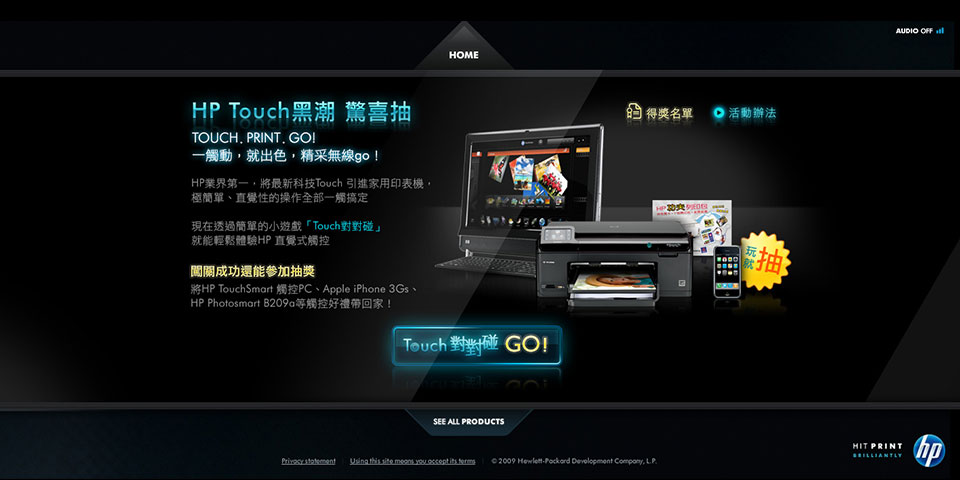 AUDIO OFF
HOME
HP Touch黑潮 驚喜抽
得獎名單
活動辦法
TOUCH. PRINT. GO!
一觸動，就出色，精采無線go！
HP業界第一，將最新科技Touch 引進家用印表機，
極簡單、直覺性的操作全部一觸搞定
現在透過簡單的小遊戲「Touch對對碰」
就能輕鬆體驗HP 直覺式觸控
闖關成功還能參加抽獎
將HP TouchSmart 觸控PC、Apple iPhone 3Gs、
HP Photosmart B209a等觸控好禮帶回家！
玩就抽
Touch 對對碰 GO!
SEE ALL PRODUCTS
HIT PRINT
BRILLIANTLY
hp
Privacy statement
Using this site means you accept its terms
© 2009 Hewlett-Packard Development Company, L.P.